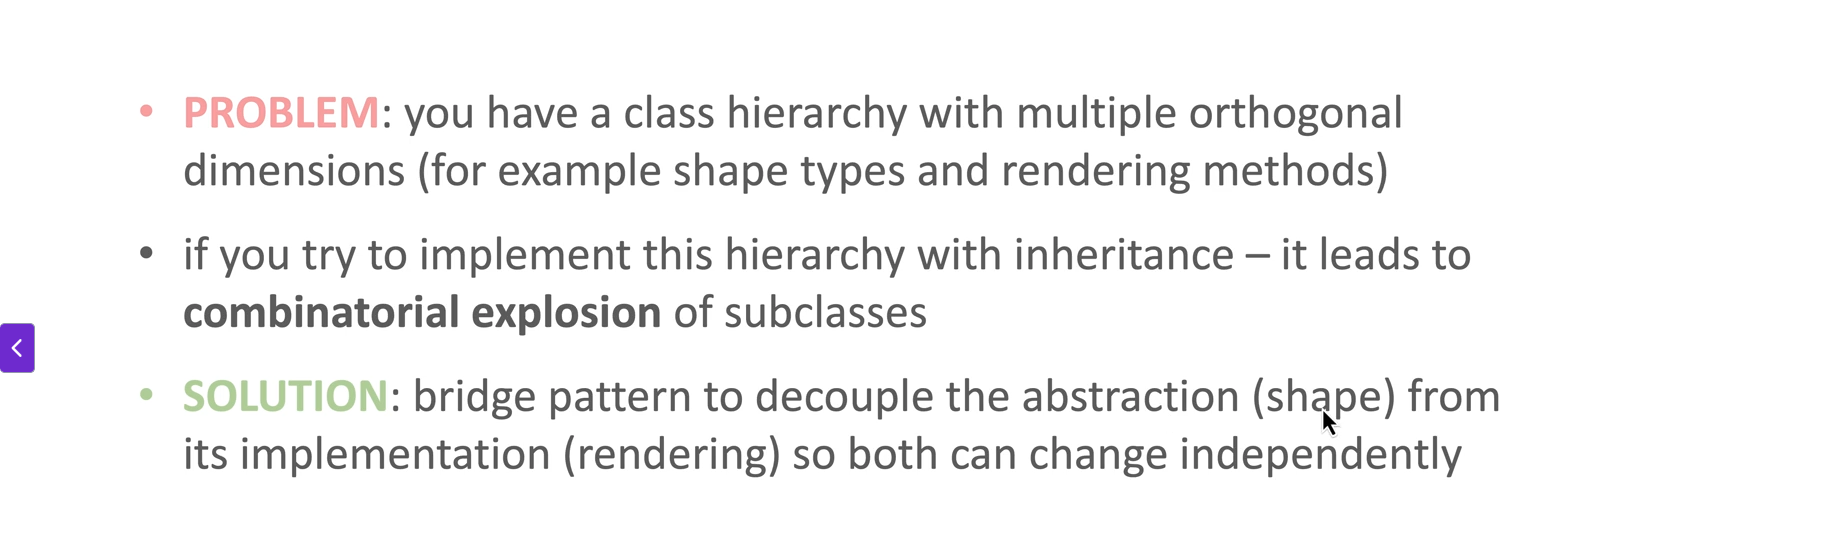 • PROBLEM: you have a class hierarchy with multiple orthogonal
dimensions (for example shape types and rendering methods)
• if you try to implement this hierarchy with inheritance – it leads to
combinatorial explosion of subclasses
• SOLUTION: bridge pattern to decouple the abstraction (shape) from
its implementation (rendering) so both can change independently